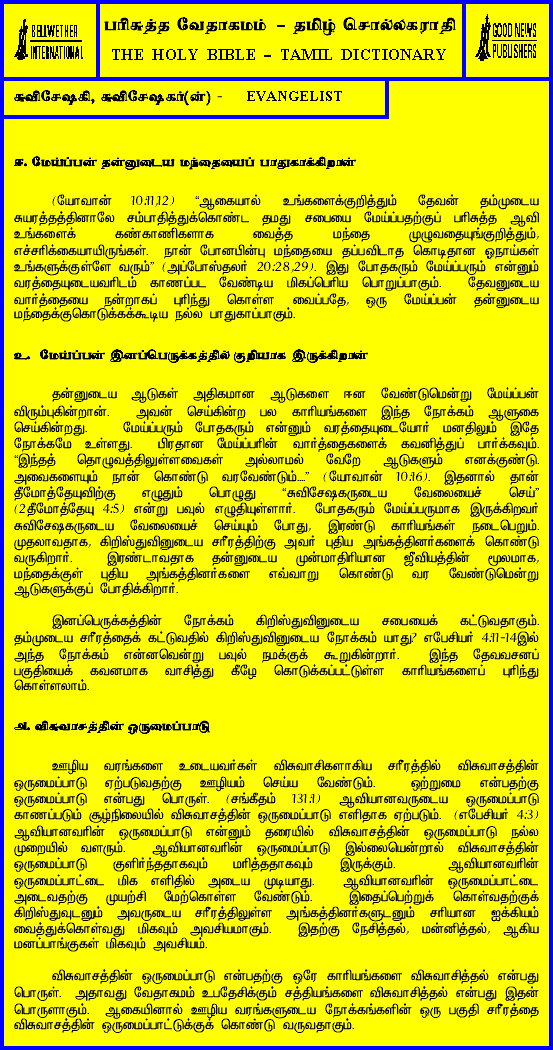 BELLWETHER
INTERNATIONAL
பரிசுத்த வேதாகமம் – தமிழ் சொல்லகராதி
THE HOLY BIBLE – TAMIL DICTIONARY
GOOD NEWS
PUBLISHERS
சுவிசேஷகி, சுவிசேஷகர்(ன்) - EVANGELIST
ஈ. மேய்ப்பன் தன்னுடைய மந்தையைப் பாதுகாக்கிறான்
(யோவான் 10:11,12) “ஆகையால் உங்களைக்குறித்தும் தேவன் தம்முடைய
சுயரத்தத்தினாலே சம்பாதித்துக்கொண்ட தமது சபையை மேய்ப்பதற்குப் பரிசுத்த ஆவி
உங்களைக் கண்காணிகளாக வைத்த மந்தை முழுவதையுங்குறித்தும்,
எச்சரிக்கையாயிருங்கள். நான் போனபின்பு மந்தையை தப்பவிடாத கொடிதான ஓநாய்கள்
உங்களுக்குள்ளே வரும்” (அப்போஸ்தலர் 20:28,29). இது போதகரும் மேய்ப்பரும் என்னும்
வரத்தையுடையவரிடம் காணப்பட வேண்டிய மிகப்பெரிய பொறுப்பாகும். தேவனுடைய
வார்த்தையை நன்றாகப் புரிந்து கொள்ள வைப்பதே, ஒரு மேய்ப்பன் தன்னுடைய
மந்தைக்குகொடுக்கக்கூடிய நல்ல பாதுகாப்பாகும்.
உ. மேய்ப்பன் இனப்பெருக்கத்தில் குறியாக இருக்கிறான்
தன்னுடைய ஆடுகள் அதிகமான ஆடுகளை ஈன வேண்டுமென்று மேய்ப்பன்
விரும்புகின்றான். அவன் செய்கின்ற பல காரியங்களை இந்த நோக்கம் ஆளுகை
செய்கின்றது. மேய்ப்பரும் போதகரும் என்னும் வரத்தையுடையோர் மனதிலும் இதே
நோக்கமே உள்ளது. பிரதான மேய்ப்பரின் வார்த்தைகளைக் கவனித்துப் பார்க்கவும்.
“இந்தத் தொழுவத்திலுள்ளவைகள் அல்லாமல் வேறே ஆடுகளும் எனக்குண்டு.
அவைகளையும் நான் கொண்டு வரவேண்டும்....” (யோவான் 10:16). இதனால் தான்
தீமோத்தேயுவிற்கு எழுதும் பொழுது “சுவிசேஷகருடைய வேலையைச் செய்”
(2தீமோத்தேயு 4:5) என்று பவுல் எழுதியுள்ளார். போதகரும் மேய்ப்பருமாக இருக்கிறவர்
சுவிசேஷகருடைய வேலையைச் செய்யும் போது, இரண்டு காரியங்கள் நடைபெறும்.
முதலாவதாக, கிறிஸ்துவினுடைய சரீரத்திற்கு அவர் புதிய அங்கத்தினர்களைக் கொண்டு
வருகிறார். இரண்டாவதாக தன்னுடைய முன்மாதிரியான ஜீவியத்தின் மூலமாக,
மந்தைக்குள் புதிய அங்கத்தினர்களை எவ்வாறு கொண்டு வர வேண்டுமென்று
ஆடுகளுக்குப் போதிக்கிறார்.
இனப்பெருக்கத்தின் நோக்கம் கிறிஸ்துவினுடைய சபையைக் கட்டுவதாகும்.
தம்முடைய சரீரத்தைக் கட்டுவதில் கிறிஸ்துவினுடைய நோக்கம் யாது? எபேசியர் 4:11-14இல்
அந்த நோக்கம் என்னவென்று பவுல் நமக்குக் கூறுகின்றார். இந்த தேவவசனப்
பகுதியைக் கவனமாக வாசித்து கீழே கொடுக்கப்பட்டுள்ள காரியங்களைப் புரிந்து
கொள்ளலாம்.
அ. விசுவாசத்தின் ஒருமைப்பாடு
ஊழிய வரங்களை உடையவர்கள் விசுவாசிகளாகிய சரீரத்தில் விசுவாசத்தின்
ஒருமைப்பாடு ஏற்படுவதற்கு ஊழியம் செய்ய வேண்டும். ஒற்றுமை என்பதற்கு
ஒருமைப்பாடு என்பது பொருள். (சங்கீதம் 131:1) ஆவியானவருடைய ஒருமைப்பாடு
காணப்படும் சூழ்நிலையில் விசுவாசத்தின் ஒருமைப்பாடு எளிதாக ஏற்படும். (எபேசியர் 4:3)
ஆவியானவரின் ஒருமைப்பாடு என்னும் தரையில் விசுவாசத்தின் ஒருமைப்பாடு நல்ல
முறையில் வளரும். ஆவியானவரின் ஒருமைப்பாடு இல்லையென்றால் விசுவாசத்தின்
ஒருமைப்பாடு குளிர்ந்ததாகவும் மரித்ததாகவும் இருக்கும். ஆவியானவரின்
ஒருமைப்பாட்டை மிக எளிதில் அடைய முடியாது. ஆவியானவரின் ஒருமைப்பாட்டை
அடைவதற்கு முயற்சி மேற்கொள்ள வேண்டும். இதைப்பெற்றுக் கொள்வதற்குக்
கிறிஸ்துவுடனும் அவருடைய சரீரத்திலுள்ள அங்கத்தினர்களுடனும் சரியான ஐக்கியம்
வைத்துக்கொள்வது மிகவும் அவசியமாகும். இதற்கு நேசித்தல், மன்னித்தல், ஆகிய
மனப்பாங்குகள் மிகவும் அவசியம்.
விசுவாசத்தின் ஒருமைப்பாடு என்பதற்கு ஒரே காரியங்களை விசுவாசித்தல் என்பது
பொருள். அதாவது வேதாகமம் உபதேசிக்கும் சத்தியங்களை விசுவாசித்தல் என்பது இதன்
பொருளாகும். ஆகையினால் ஊழிய வரங்களுடைய நோக்கங்களின் ஒரு பகுதி சரீரத்தை
விசுவாசத்தின் ஒருமைப்பாட்டுக்குக் கொண்டு வருவதாகும்.